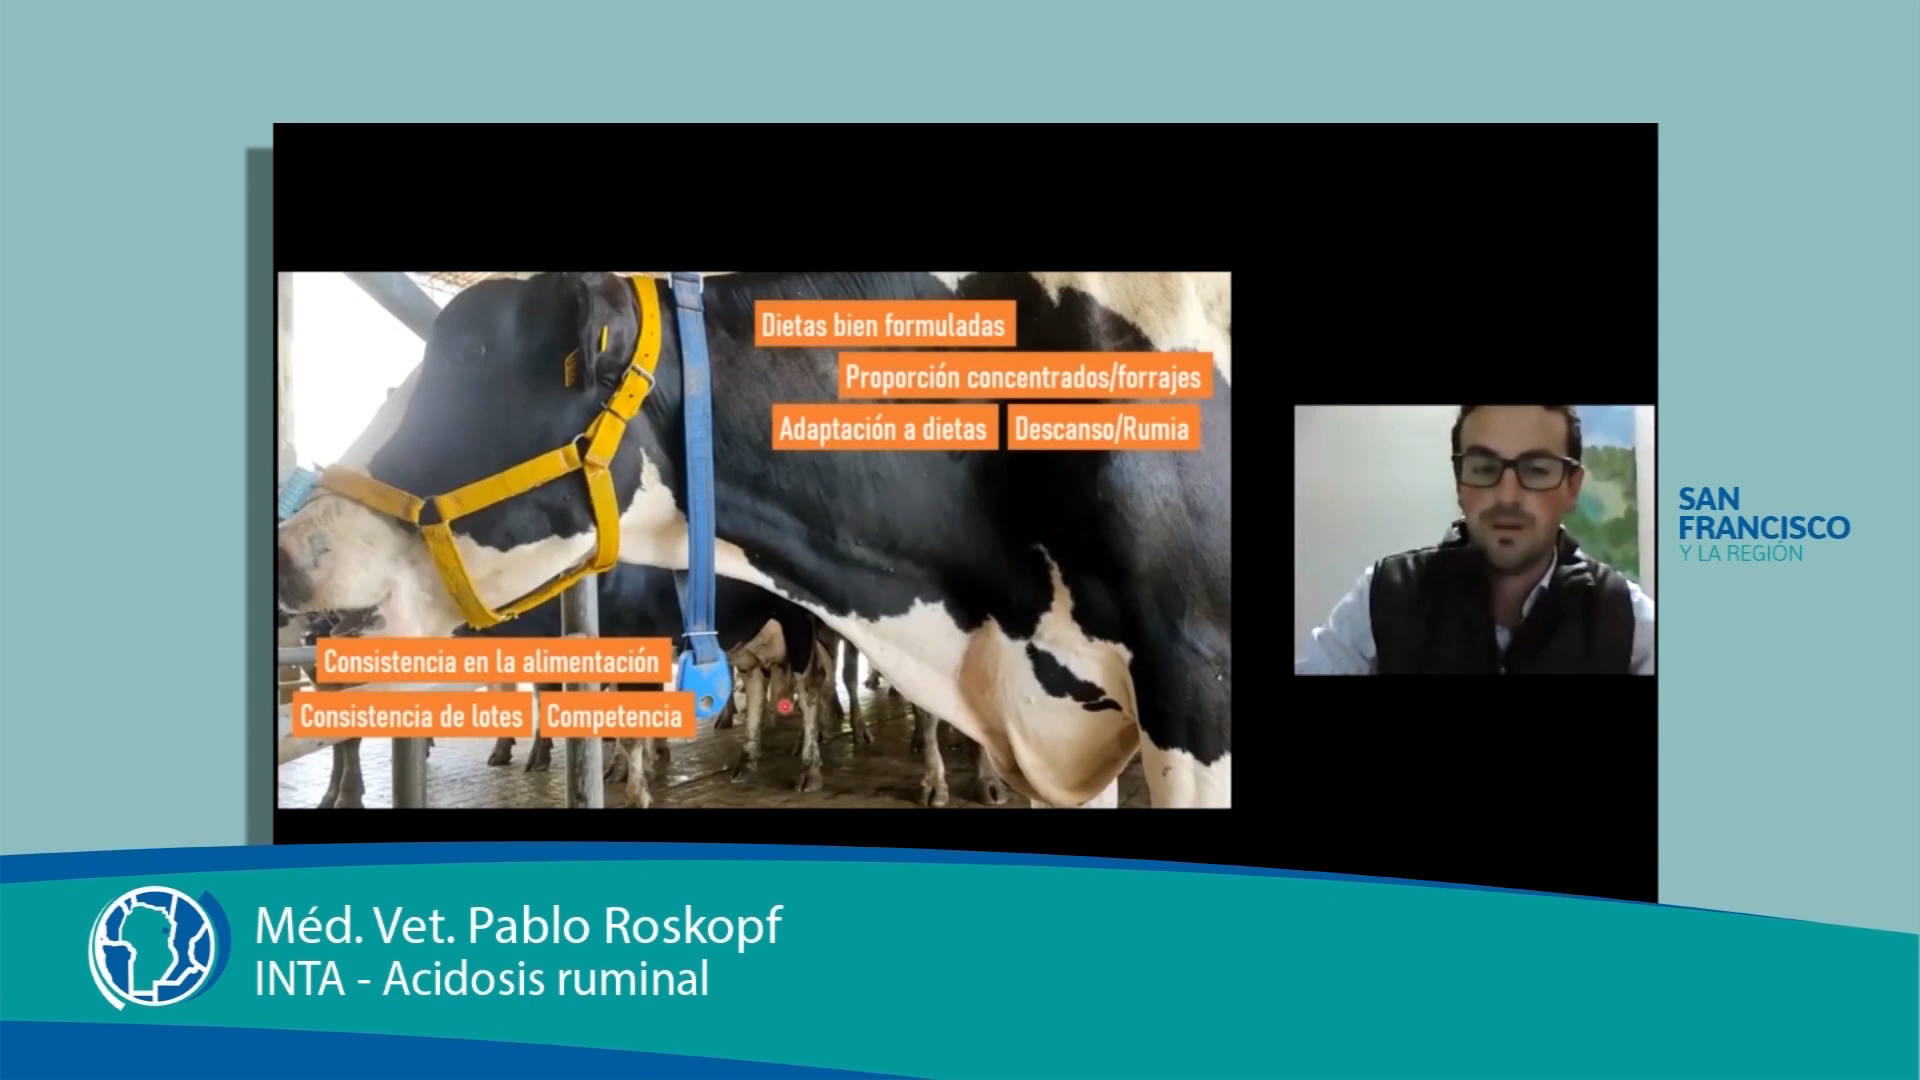 Dietas bien formuladas
Proporción concentrados/forrajes
Adaptación a dietas
Descanso/Rumia
Consistencia en la alimentación
Consistencia de lotes
Competencia
SAN
FRANCISCO
Y LA REGIÓN
Méd. Vet. Pablo Roskopf
INTA - Acidosis ruminal